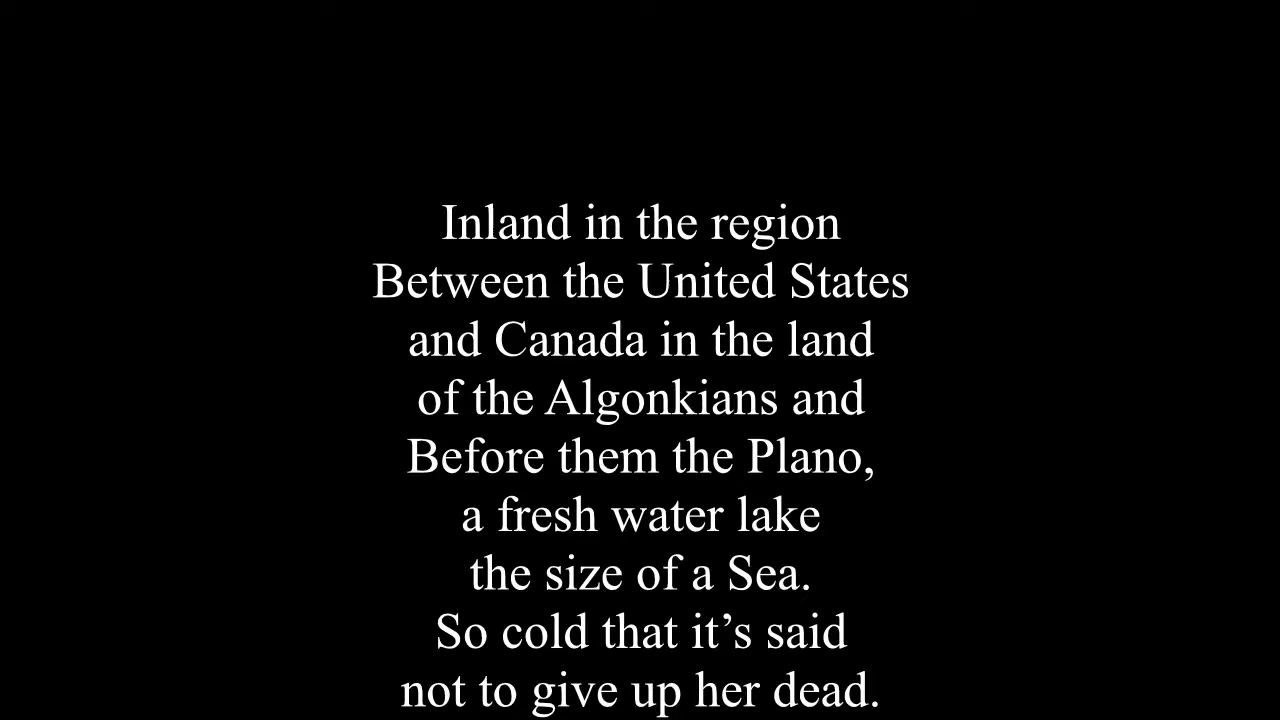 Inland in the region
Between the United States
and Canada in the land
of the Algonkians and
Before them the Plano,
a fresh water lake
the size of a Sea.
So cold that it’s said
not to give up her dead.